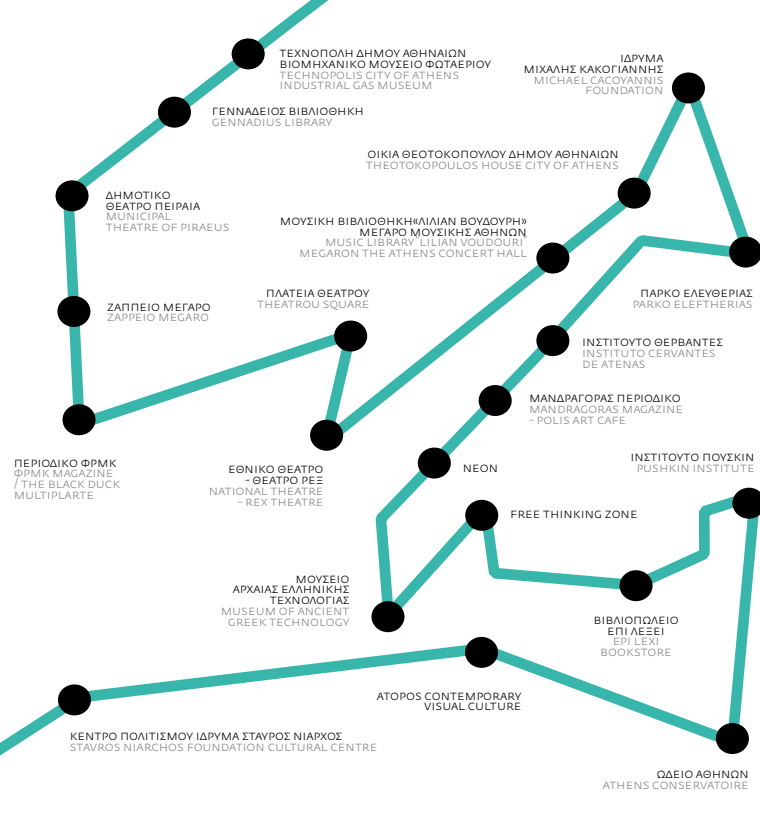 ΤΕΧΝΟΠΟΛΗ ΔΗΜΟΥ ΑΘΗΝΑΙΩΝ
ΒΙΟΜΗΧΑΝΙΚΟ ΜΟΥΣΕΙΟ ΦΩΤΑΕΡΙΟΥ
TECHNOPOLIS CITY OF ATHENS
INDUSTRIAL GAS MUSEUM
ΙΔΡΥΜΑ
ΜΙΧΑΛΗΣ ΚΑΚΟΓΙΑΝΝΗΣ
MICHAEL CACOYANNIS
FOUNDATION
ΓΕΝΝΑΔΕΙΟΣ ΒΙΒΛΙΟΘΗΚΗ
GENNADIUS LIBRARY
ΟΙΚΙΑ ΘΕΟΤΟΚΟΠΟΥΛΟΥ ΔΗΜΟΥ ΑΘΗΝΑΙΩΝ
THEOTOKOPOULOS HOUSE CITY OF ATHENS
ΔΗΜΟΤΙΚΟ
ΘΕΑΤΡΟ ΠΕΙΡΑΙΑ
MUNICIPAL
THEATRE OF PIRAEUS
ΜΟΥΣΙΚΗ ΒΙΒΛΙΟΘΗΚΗ«ΛΙΛΙΑΝ ΒΟΥΔΟΥΡΗ»
ΜΕΓΑΡΟ ΜΟΥΣΙΚΗΣ ΑΘΗΝΩΝ
MUSIC LIBRARY "LILIAN VOUDOURI"
MEGARON THE ATHENS CONCERT HALL
ΖΑΠΠΕΙΟ ΜΕΓΑΡΟ
ZAPPEIO MEGARO
ΠΛΑΤΕΙΑ ΘΕΑΤΡΟΥ
THEATROU SQUARE
ΠΑΡΚΟ ΕΛΕΥΘΕΡΙΑΣ
PARKO ELEFTHERIAS
ΙΝΣΤΙΤΟΥΤΟ ΘΕΡΒΑΝΤΕΣ
INSTITUTO CERVANTES
DE ATENAS
ΜΑΝΔΡΑΓΟΡΑΣ ΠΕΡΙΟΔΙΚΟ
MANDRAGORAS MAGAZINE
– POLIS ART CAFE
ΠΕΡΙΟΔΙΚΟ ΦΡΜΚ
ΦΡΜΚ MAGAZINE
/ THE BLACK DUCK
MULTIPLARTE
ΕΘΝΙΚΟ ΘΕΑΤΡΟ
– ΘΕΑΤΡΟ ΡΕΞ
NATIONAL THEATRE
– REX THEATRE
NEON
ΙΝΣΤΙΤΟΥΤΟ ΠΟΥΣΚΙΝ
PUSHKIN INSTITUTE
FREE THINKING ZONE
ΜΟΥΣΕΙΟ
ΑΡΧΑΙΑΣ ΕΛΛΗΝΙΚΗΣ
ΤΕΧΝΟΛΟΓΙΑΣ
MUSEUM OF ANCIENT
GREEK TECHNOLOGY
ΒΙΒΛΙΟΠΩΛΕΙΟ
ΕΠΙ ΛΕΞΕΙ
EPI LEXI
BOOKSTORE
ATOPOS CONTEMPORARY
VISUAL CULTURE
ΚΕΝΤΡΟ ΠΟΛΙΤΙΣΜΟΥ ΙΔΡΥΜΑ ΣΤΑΥΡΟΣ ΝΙΑΡΧΟΣ
STAVROS NIARCHOS FOUNDATION CULTURAL CENTRE
ΩΔΕΙΟ ΑΘΗΝΩΝ
ATHENS CONSERVATOIRE